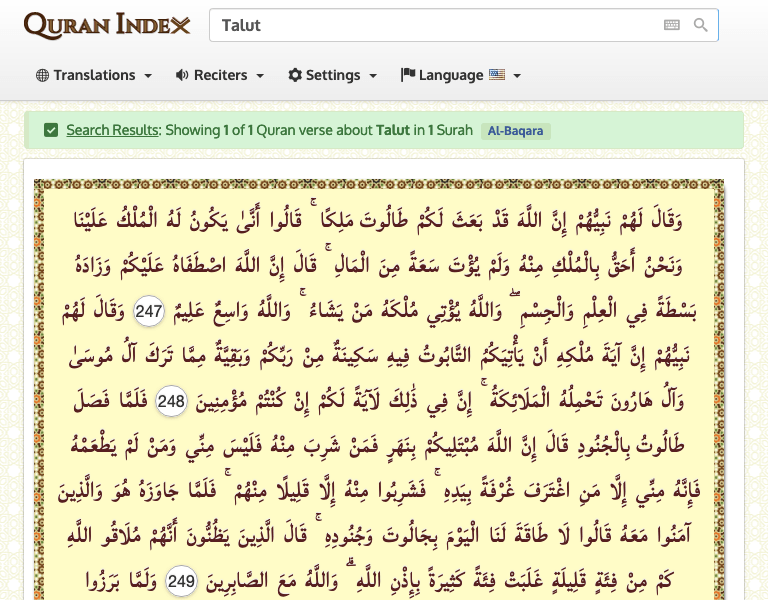 QURAN INDEX
Talut
Translations Reciters Settings Language
Search Results: Showing 1 of 1 Quran verse about Talut in 1 Surah Al-Baqara
وَقَالَ لَهُمْ نَبِيُّهُمْ إِنَّ اللَّهَ قَدْ بَعَثَ لَكُمْ طَالُوتَ مَلِكًا ۚ قَالُوا أَنَّىٰ يَكُونُ لَهُ الْمُلْكُ عَلَيْنَا
وَنَحْنُ أَحَقُّ بِالْمُلْكِ مِنْهُ وَلَمْ يُؤْتَ سَعَةً مِنَ الْمَالِ ۚ قَالَ إِنَّ اللَّهَ اصْطَفَاهُ عَلَيْكُمْ وَزَادَهُ
بَسْطَةً فِي الْعِلْمِ وَالْجِسْمِ ۖ وَاللَّهُ يُؤْتِي مُلْكَهُ مَنْ يَشَاءُ ۚ وَاللَّهُ وَاسِعٌ عَلِيمٌ 247 وَقَالَ لَهُمْ
نَبِيُّهُمْ إِنَّ آيَةَ مُلْكِهِ أَنْ يَأْتِيَكُمُ التَّابُوتُ فِيهِ سَكِينَةٌ مِنْ رَبِّكُمْ وَبَقِيَّةٌ مِمَّا تَرَكَ آلُ مُوسَىٰ
وَآلُ هَارُونَ تَحْمِلُهُ الْمَلَائِكَةُ ۚ إِنَّ فِي ذَٰلِكَ لَآيَةً لَكُمْ إِنْ كُنْتُمْ مُؤْمِنِينَ 248 فَلَمَّا فَصَلَ
طَالُوتُ بِالْجُنُودِ قَالَ إِنَّ اللَّهَ مُبْتَلِيكُمْ بِنَهَرٍ فَمَنْ شَرِبَ مِنْهُ فَلَيْسَ مِنِّي وَمَنْ لَمْ يَطْعَمْهُ
فَإِنَّهُ مِنِّي إِلَّا مَنِ اغْتَرَفَ غُرْفَةً بِيَدِهِ ۚ فَشَرِبُوا مِنْهُ إِلَّا قَلِيلًا مِنْهُمْ ۚ فَلَمَّا جَاوَزَهُ هُوَ وَالَّذِينَ
آمَنُوا مَعَهُ قَالُوا لَا طَاقَةَ لَنَا الْيَوْمَ بِجَالُوتَ وَجُنُودِهِ ۚ قَالَ الَّذِينَ يَظُنُّونَ أَنَّهُمْ مُلَاقُو اللَّهِ
كَمْ مِنْ فِئَةٍ قَلِيلَةٍ غَلَبَتْ فِئَةً كَثِيرَةً بِإِذْنِ اللَّهِ ۗ وَاللَّهُ مَعَ الصَّابِرِينَ 249 وَلَمَّا بَرَزُوا